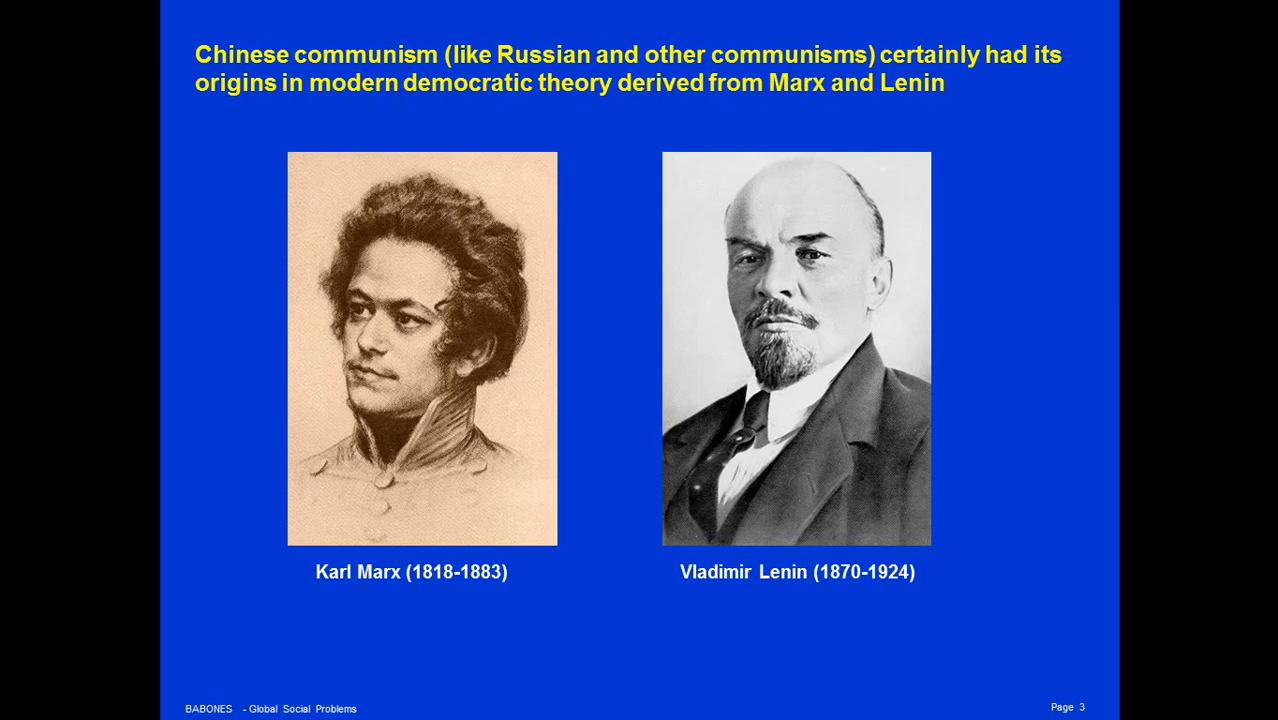 Chinese communism (like Russian and other communisms) certainly had its
origins in modern democratic theory derived from Marx and Lenin
Karl Marx (1818-1883)
Vladimir Lenin (1870-1924)
BABONES - Global Social Problems
Page 3